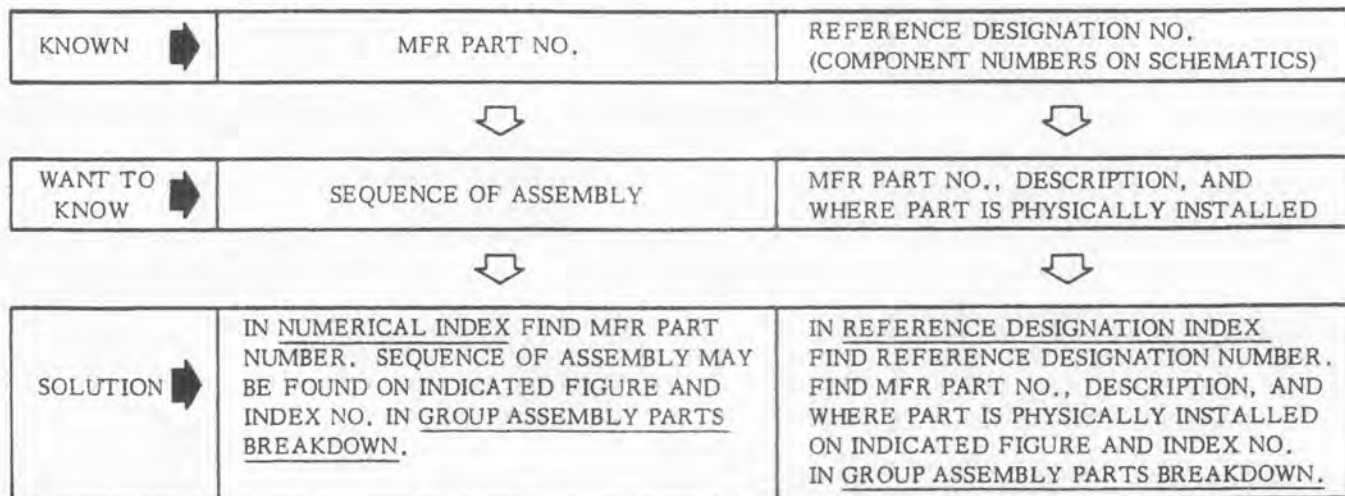 KNOWN
MFR PART NO.
REFERENCE DESIGNATION NO.
(COMPONENT NUMBERS ON SCHEMATICS)
WANT TO
KNOW
SEQUENCE OF ASSEMBLY
MFR PART NO., DESCRIPTION, AND
WHERE PART IS PHYSICALLY INSTALLED
SOLUTION
IN NUMERICAL INDEX FIND MFR PART
NUMBER. SEQUENCE OF ASSEMBLY MAY
BE FOUND ON INDICATED FIGURE AND
INDEX NO. IN GROUP ASSEMBLY PARTS
BREAKDOWN.
IN REFERENCE DESIGNATION INDEX
FIND REFERENCE DESIGNATION NUMBER.
FIND MFR PART NO., DESCRIPTION, AND
WHERE PART IS PHYSICALLY INSTALLED
ON INDICATED FIGURE AND INDEX NO.
IN GROUP ASSEMBLY PARTS BREAKDOWN.